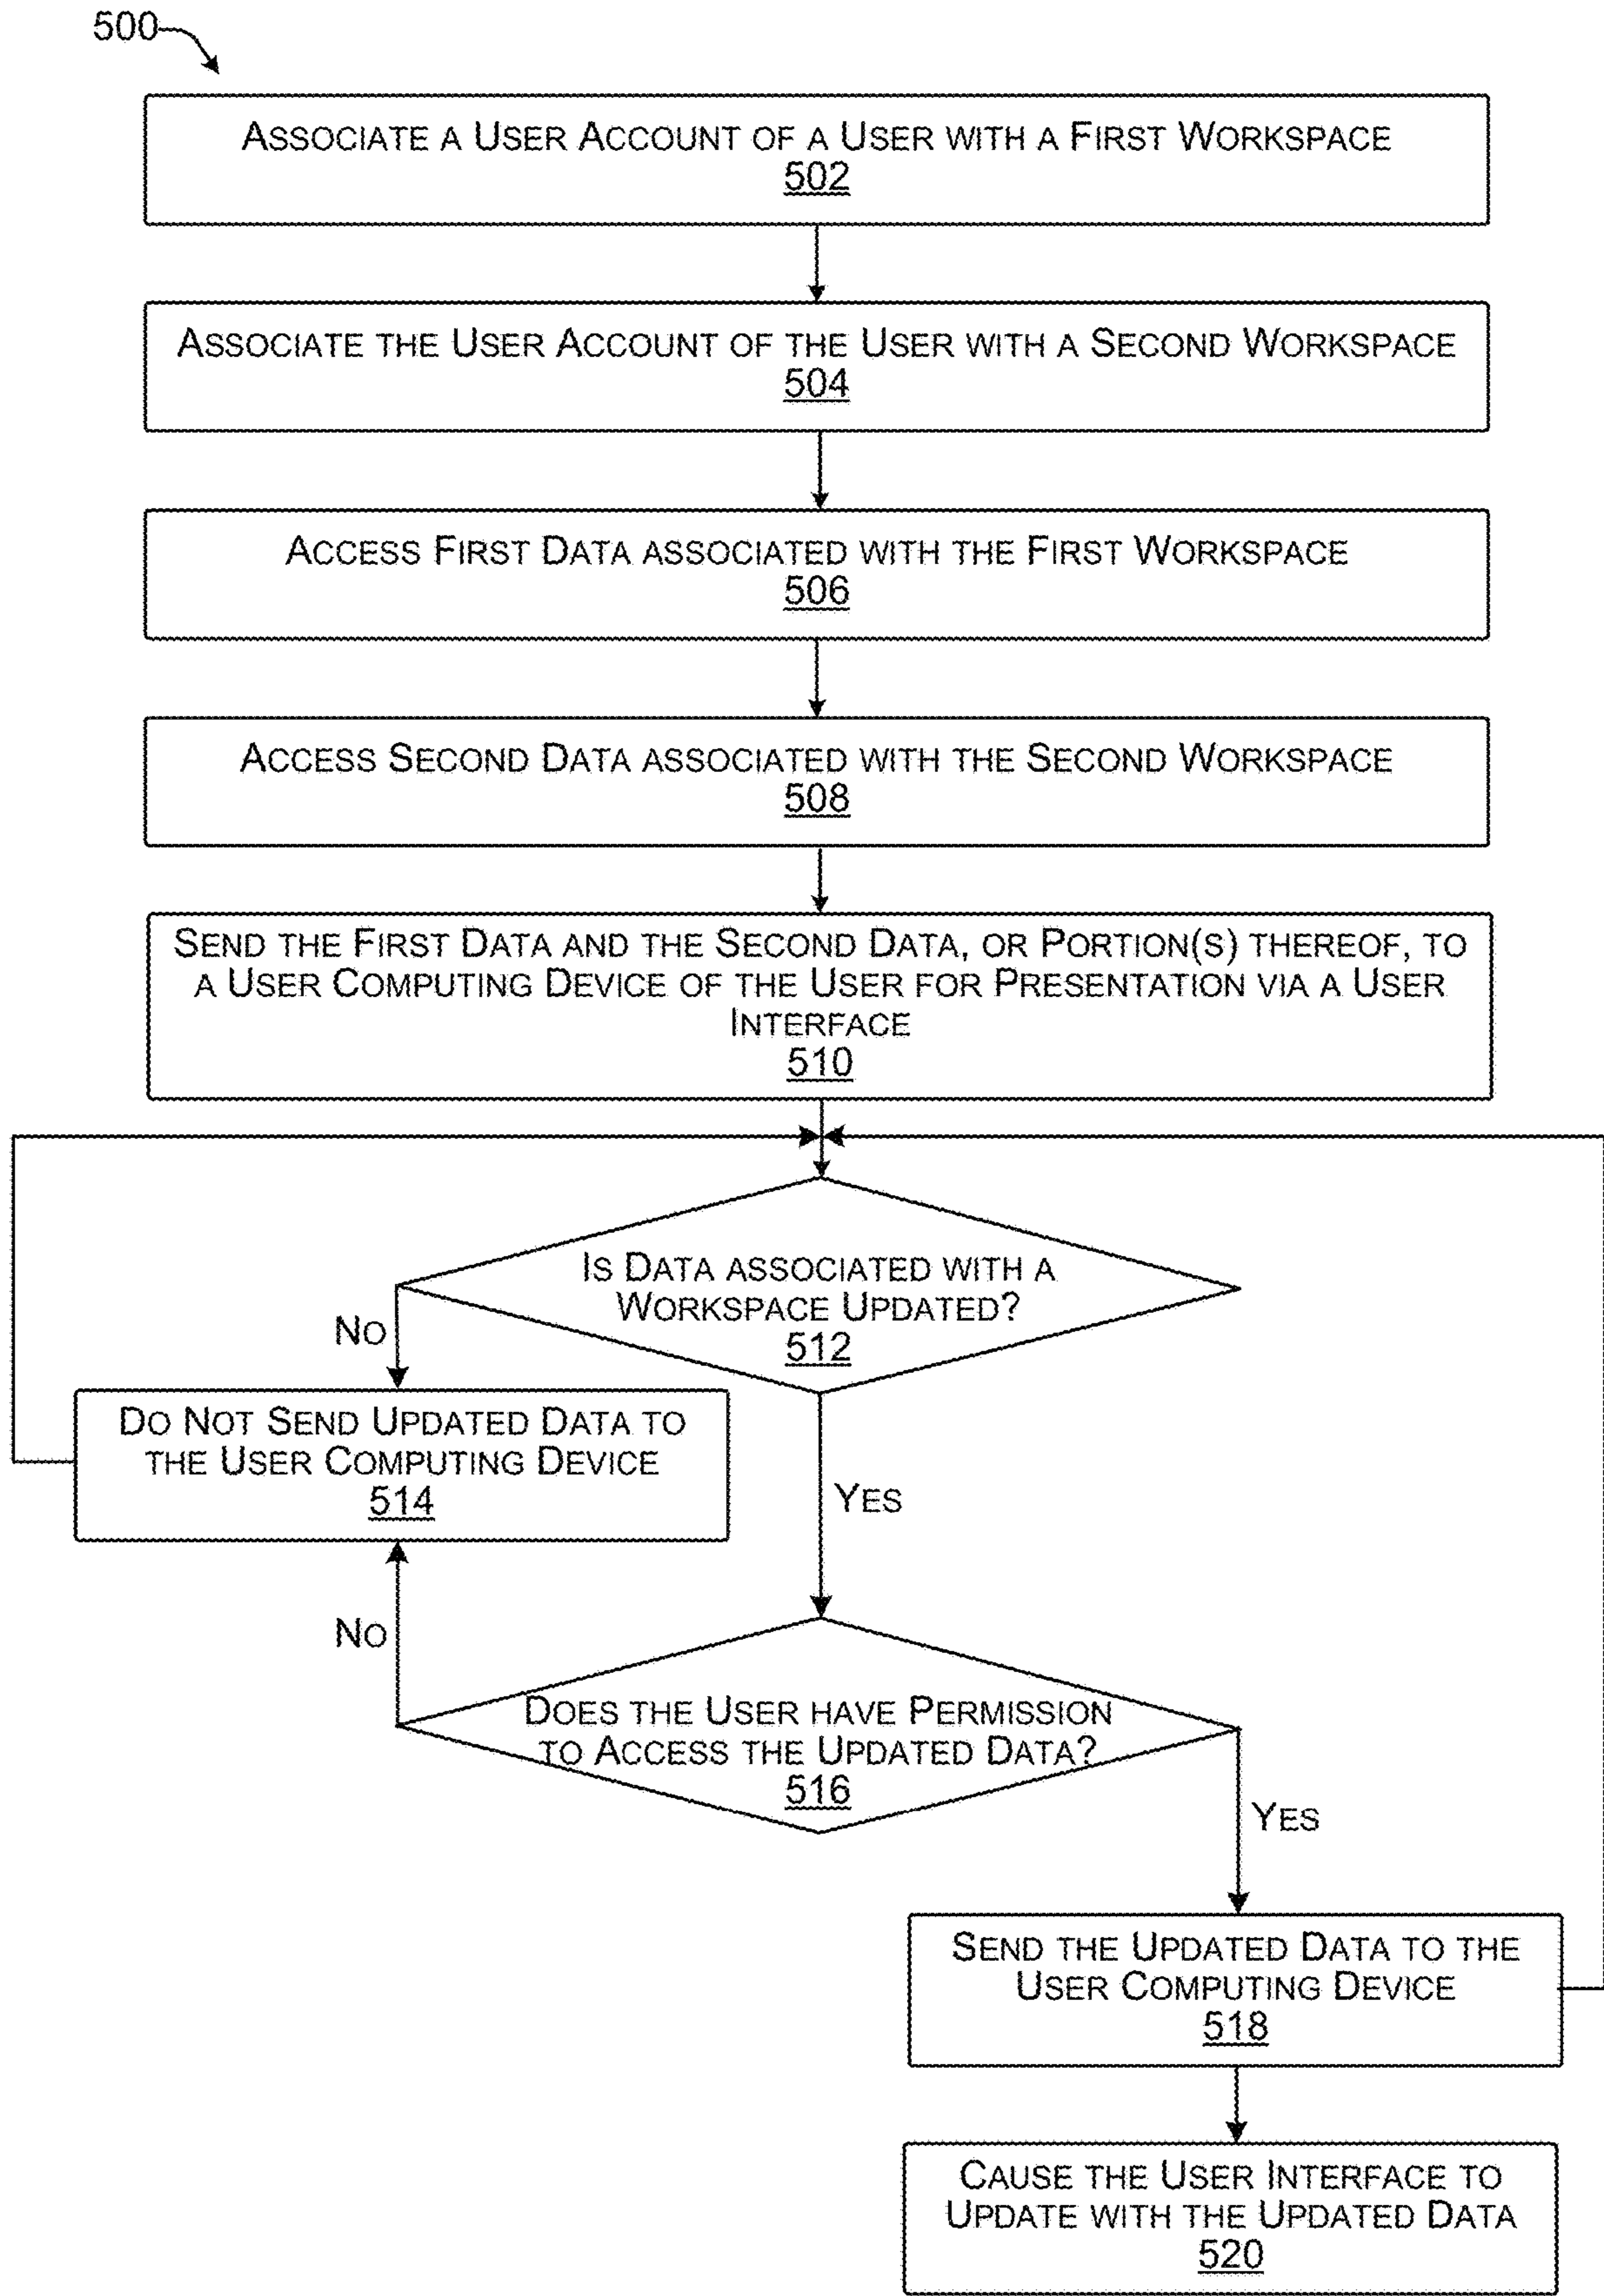 500
ASSOCIATE A USER ACCOUNT OF A USER WITH A FIRST WORKSPACE
502
ASSOCIATE THE USER ACCOUNT OF THE USER WITH A SECOND WORKSPACE
504
ACCESS FIRST DATA ASSOCIATED WITH THE FIRST WORKSPACE
506
ACCESS SECOND DATA ASSOCIATED WITH THE SECOND WORKSPACE
508
SEND THE FIRST DATA AND THE SECOND DATA, OR PORTION(S) THEREOF, TO
A USER COMPUTING DEVICE OF THE USER FOR PRESENTATION VIA A USER
INTERFACE
510
IS DATA ASSOCIATED WITH A
WORKSPACE UPDATED?
512
NO
DO NOT SEND UPDATED DATA TO
THE USER COMPUTING DEVICE
514
YES
NO
DOES THE USER HAVE PERMISSION
TO ACCESS THE UPDATED DATA?
516
YES
SEND THE UPDATED DATA TO THE
USER COMPUTING DEVICE
518
CAUSE THE USER INTERFACE TO
UPDATE WITH THE UPDATED DATA
520